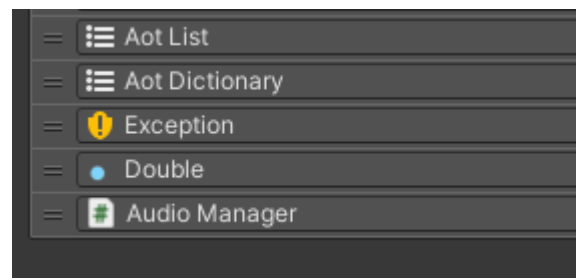 Aot List
Aot Dictionary
Exception
Double
Audio Manager